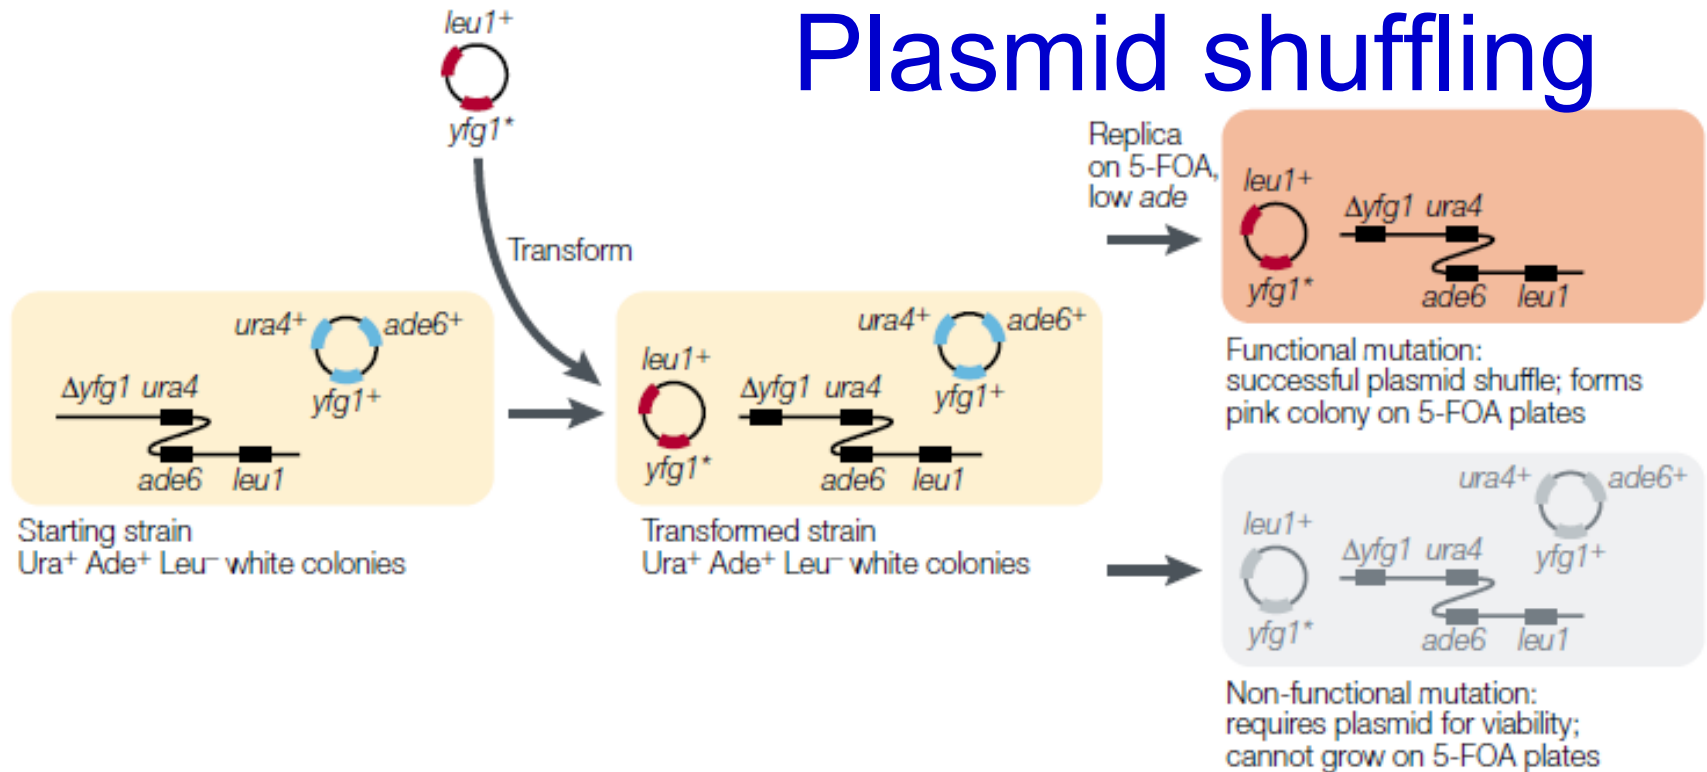 Plasmid shuffling
leu1+
yfg1*
Transform
ura4+ ade6+
yfg1+
Δyfg1 ura4
ade6 leu1
Starting strain
Ura+ Ade+ Leu– white colonies
ura4+ ade6+
yfg1+
leu1+
yfg1*
Δyfg1 ura4
ade6 leu1
Transformed strain
Ura+ Ade+ Leu– white colonies
Replica
on 5-FOA,
low ade
leu1+
yfg1*
Δyfg1 ura4
ade6 leu1
Functional mutation:
successful plasmid shuffle; forms
pink colony on 5-FOA plates
ura4+ ade6+
yfg1+
leu1+
yfg1*
Δyfg1 ura4
ade6 leu1
Non-functional mutation:
requires plasmid for viability;
cannot grow on 5-FOA plates